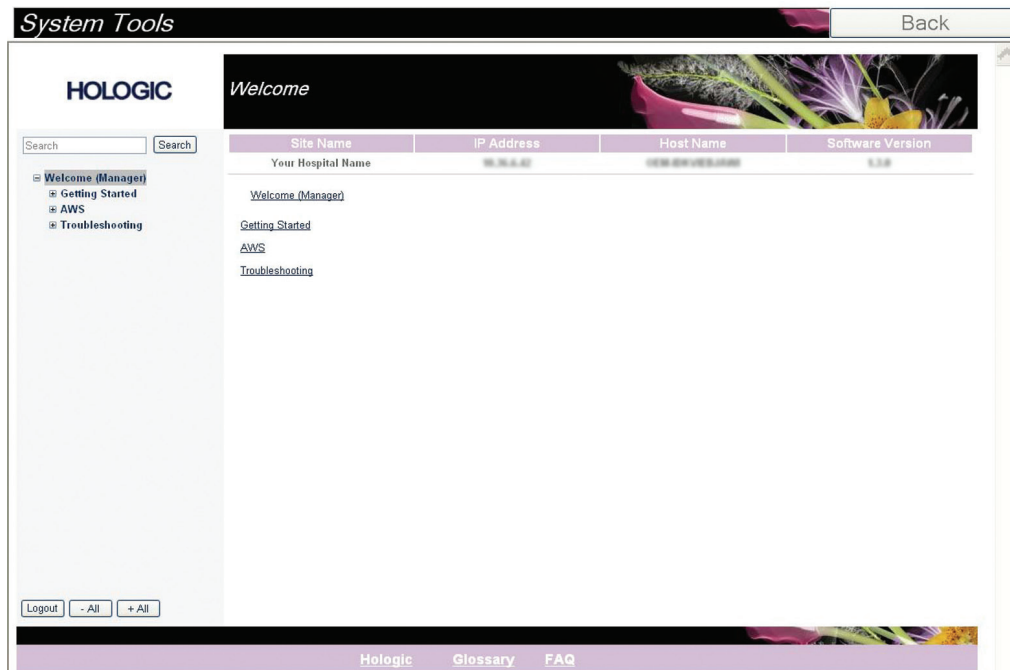 System Tools
Back
HOLOGIC
Welcome
Search
Search
Site Name
IP Address
Host Name
Software Version
Your Hospital Name
Welcome (Manager)
Getting Started
AWS
Troubleshooting
Welcome (Manager)
Getting Started
AWS
Troubleshooting
Logout
- All
+ All
Hologic
Glossary
FAQ